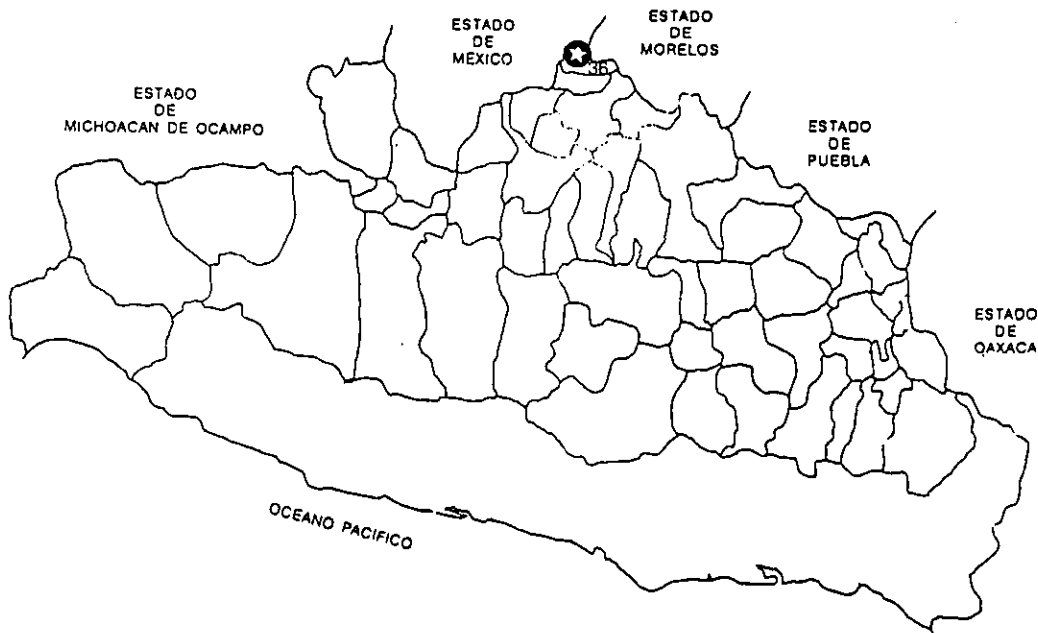 ESTADO
DE
MEXICO
ESTADO
DE
MORELOS
36
ESTADO
DE
MICHOACAN DE OCAMPO
ESTADO
DE
PUEBLA
ESTADO
DE
OAXACA
OCEANO PACIFICO